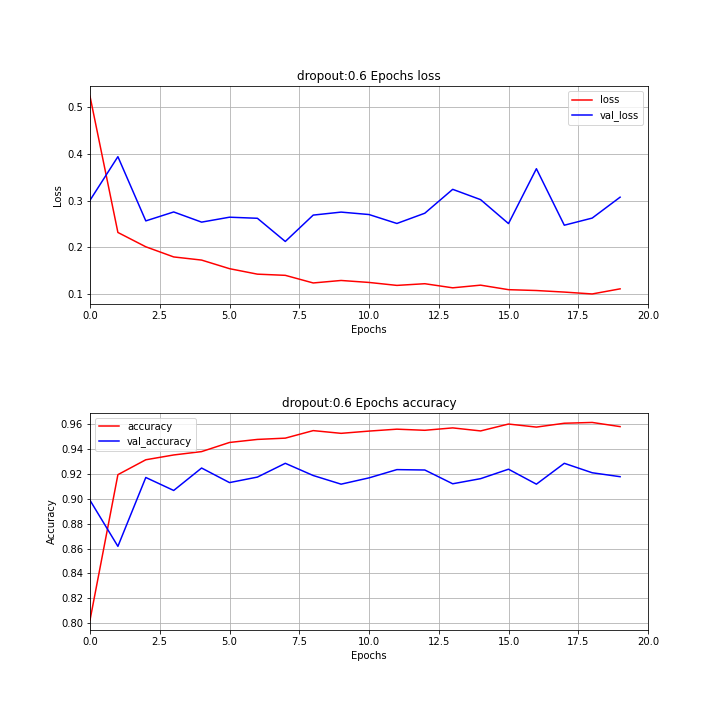 dropout:0.6 Epochs loss
loss
val_loss
0.5
0.4
0.3
0.2
0.1
Loss
0.0 2.5 5.0 7.5 10.0 12.5 15.0 17.5 20.0
Epochs
dropout:0.6 Epochs accuracy
accuracy
val_accuracy
0.96
0.94
0.92
0.90
0.88
0.86
0.84
0.82
0.80
Accuracy
0.0 2.5 5.0 7.5 10.0 12.5 15.0 17.5 20.0
Epochs